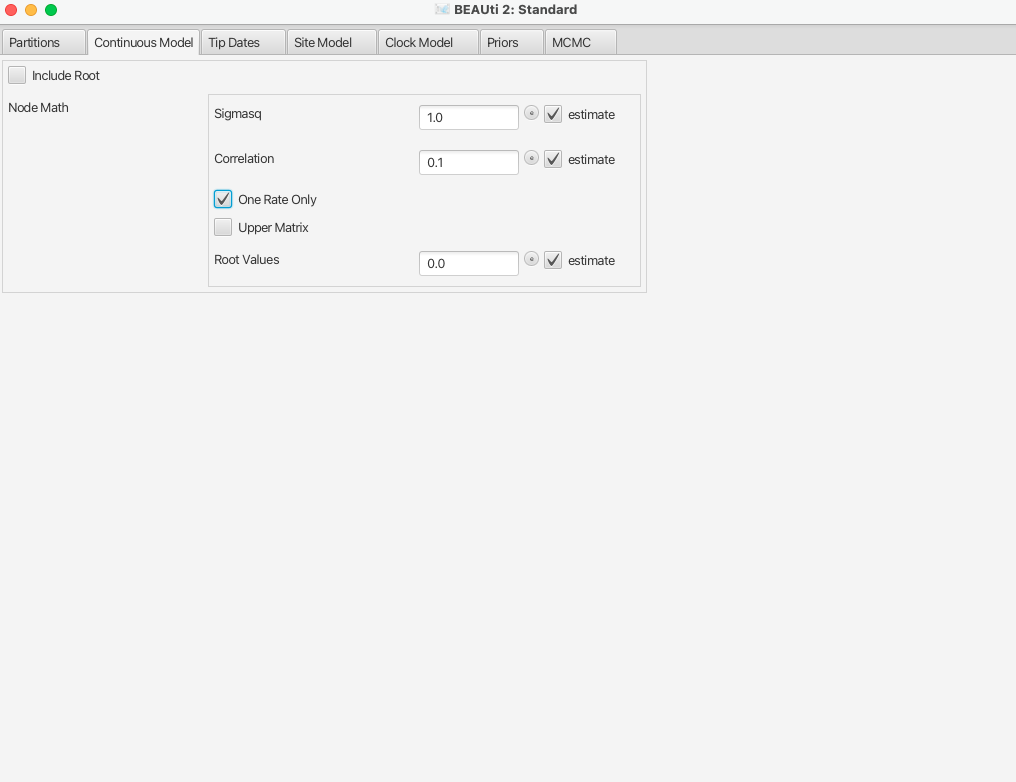 BEAUti 2: Standard
Partitions Continuous Model Tip Dates Site Model Clock Model Priors MCMC
Include Root
Node Math
Sigmasq 1.0 estimate
Correlation 0.1 estimate
One Rate Only
Upper Matrix
Root Values 0.0 estimate